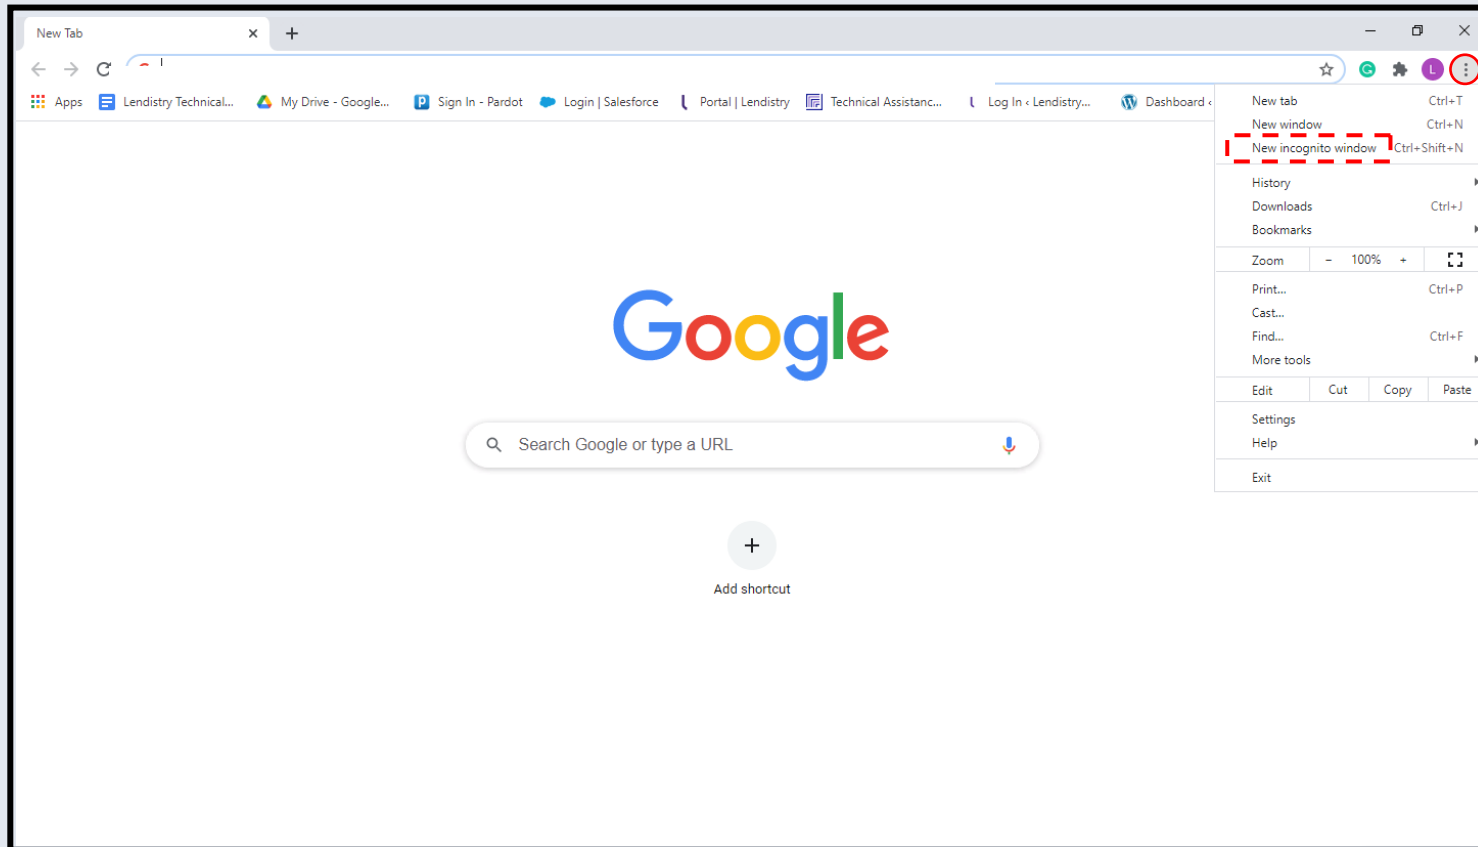 New Tab
Apps Lendistry Technical... My Drive - Google... Sign In - Pardot Login | Salesforce Portal | Lendistry Technical Assistanc... Log In ‹ Lendistry... Dashboard ‹
L
New tab Ctrl+T
New window Ctrl+N
New incognito window Ctrl+Shift+N
History
Downloads Ctrl+J
Bookmarks
Zoom - 100% +
Print... Ctrl+P
Cast...
Find... Ctrl+F
More tools
Edit Cut Copy Paste
Settings
Help
Exit
Google
Search Google or type a URL
Add shortcut